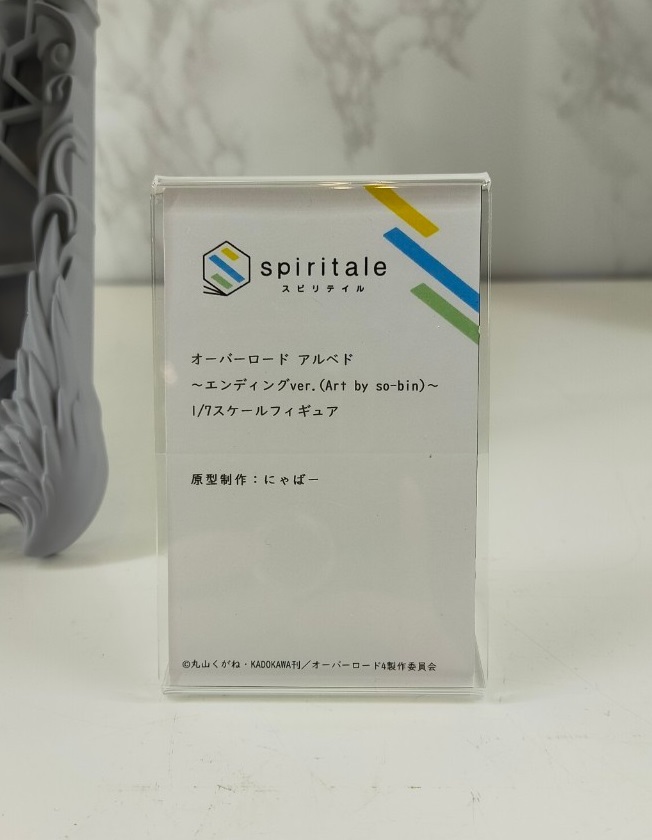 spiritale
スピリテイル
オーバーロード アルベド
～エンディングver.(Art by so-bin)～
1/7スケールフィギュア
原型制作：にゃばー
©丸山くがね・KADOKAWA刊／オーバーロード4製作委員会